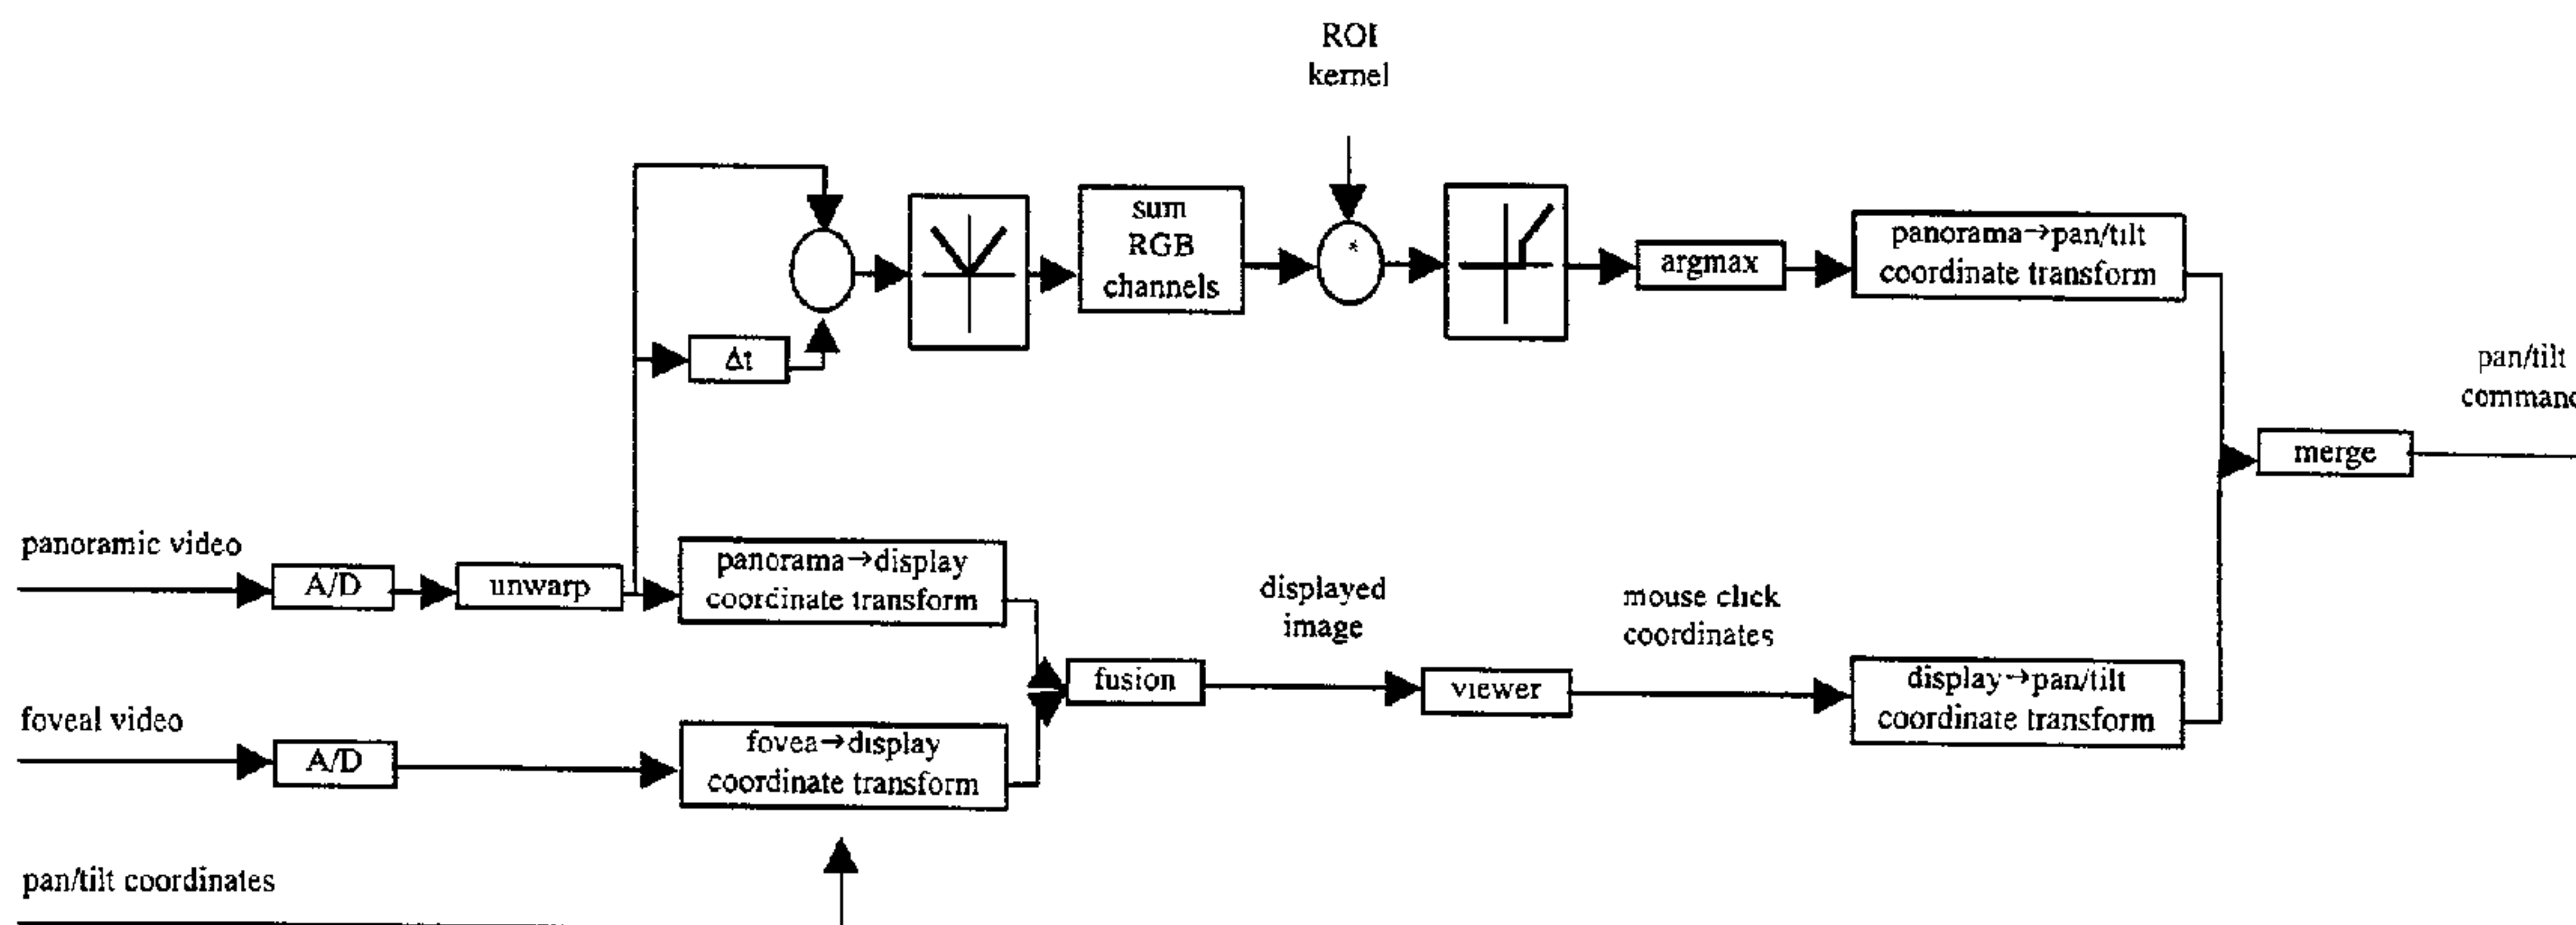 ROI
kernel
sum
RGB
channels
*
argmax
panorama→pan/tilt
coordinate transform
Δt
pan/tilt
command
merge
panoramic video
A/D
unwarp
panorama→display
coordinate transform
displayed
image
mouse click
coordinates
fusion
viewer
display→pan/tilt
coordinate transform
foveal video
A/D
fovea→display
coordinate transform
pan/tilt coordinates